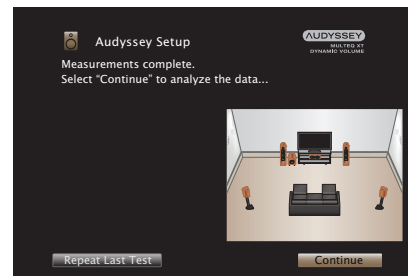 Audyssey Setup
AUDYSSEY
MULTEQ XT
DYNAMIC VOLUME
Measurements complete.
Select “Continue” to analyze the data...
Repeat Last Test
Continue